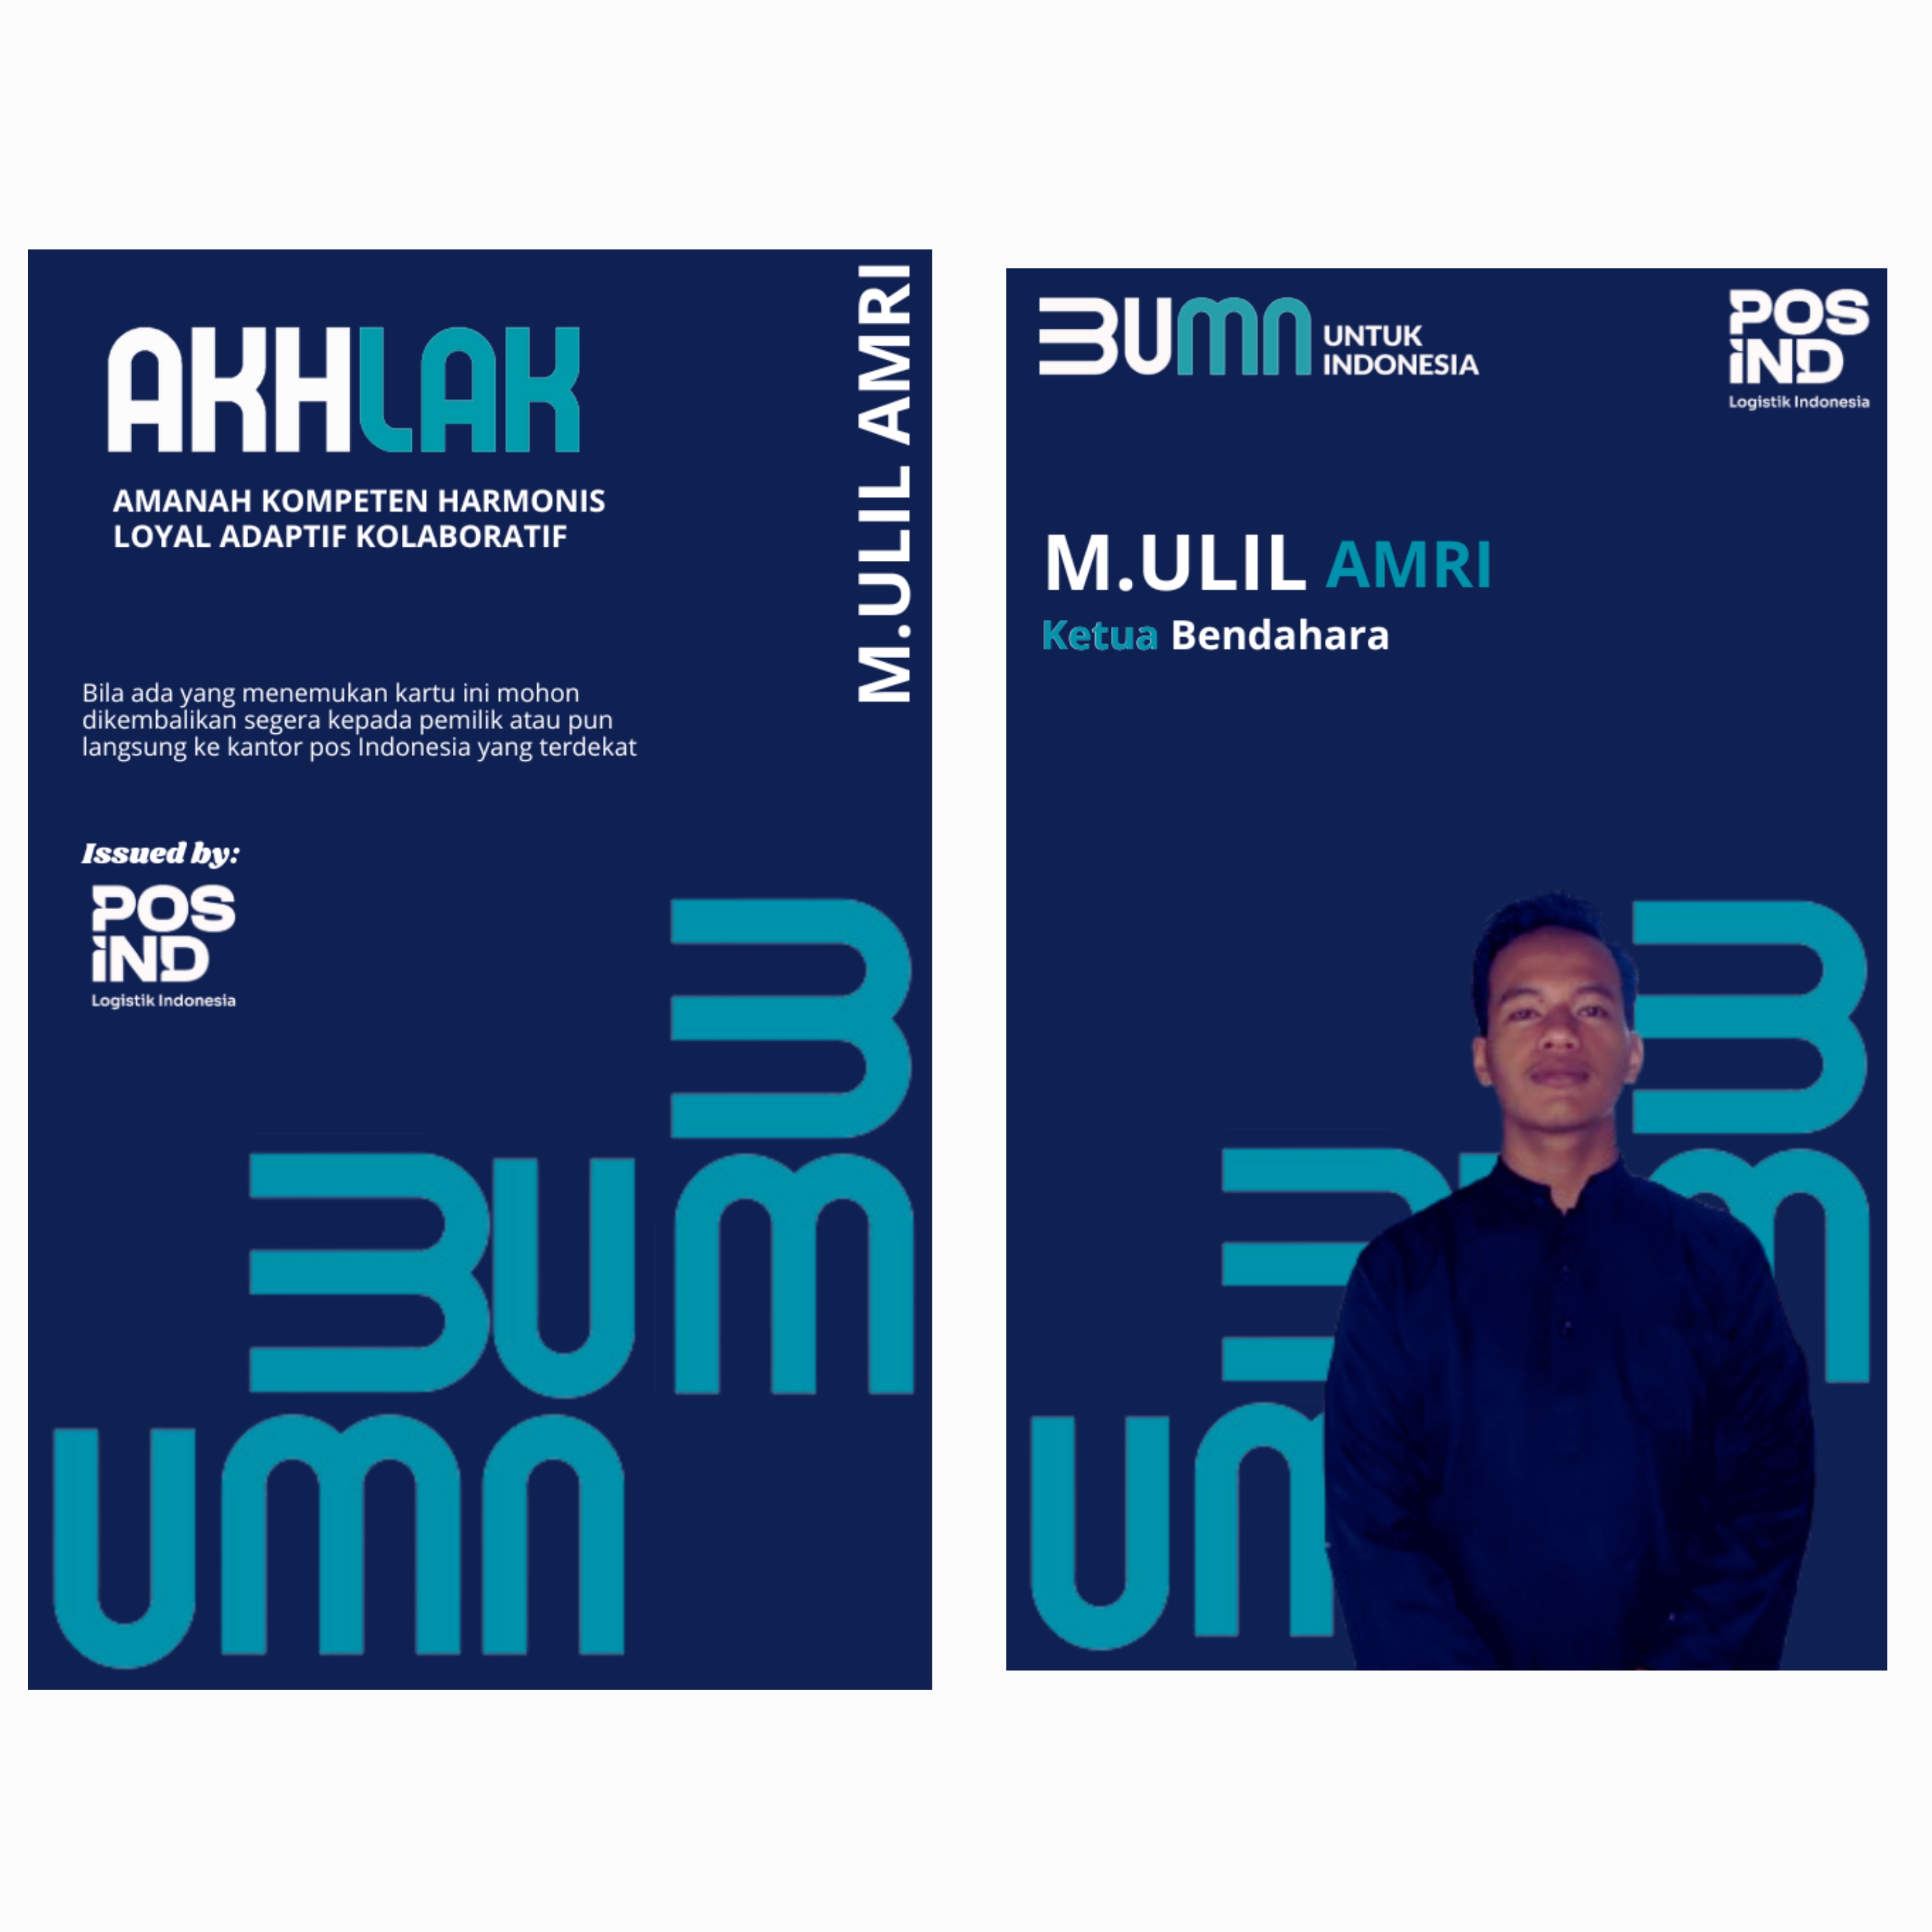 AKHLAK
AMANAH KOMPETEN HARMONIS
LOYAL ADAPTIF KOLABORATIF
M.ULIL AMRI
Bila ada yang menemukan kartu ini mohon
dikembalikan segera kepada pemilik atau pun
langsung ke kantor pos Indonesia yang terdekat
Issued by:
POS
IND
Logistik Indonesia
B
BUM
UMN
BUMN UNTUK
INDONESIA
POS
IND
Logistik Indonesia
M.ULIL AMRI
Ketua Bendahara
B